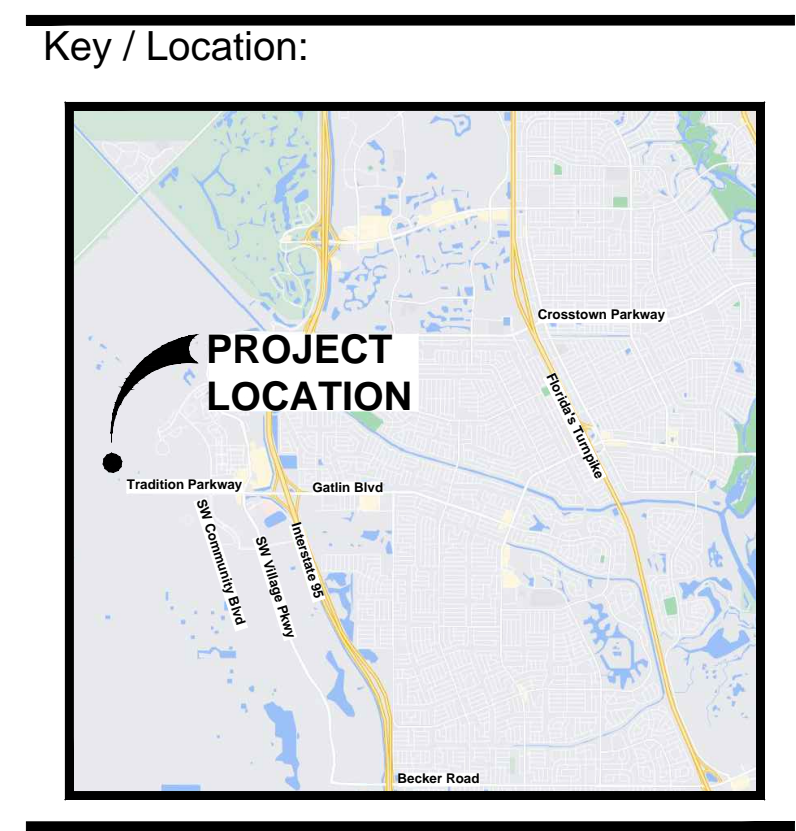 Key / Location:
Crosstown Parkway
PROJECT
LOCATION
Florida's Turnpike
Tradition Parkway
Gatlin Blvd
SW Community Blvd
SW Village Pkwy
Interstate 95
Becker Road